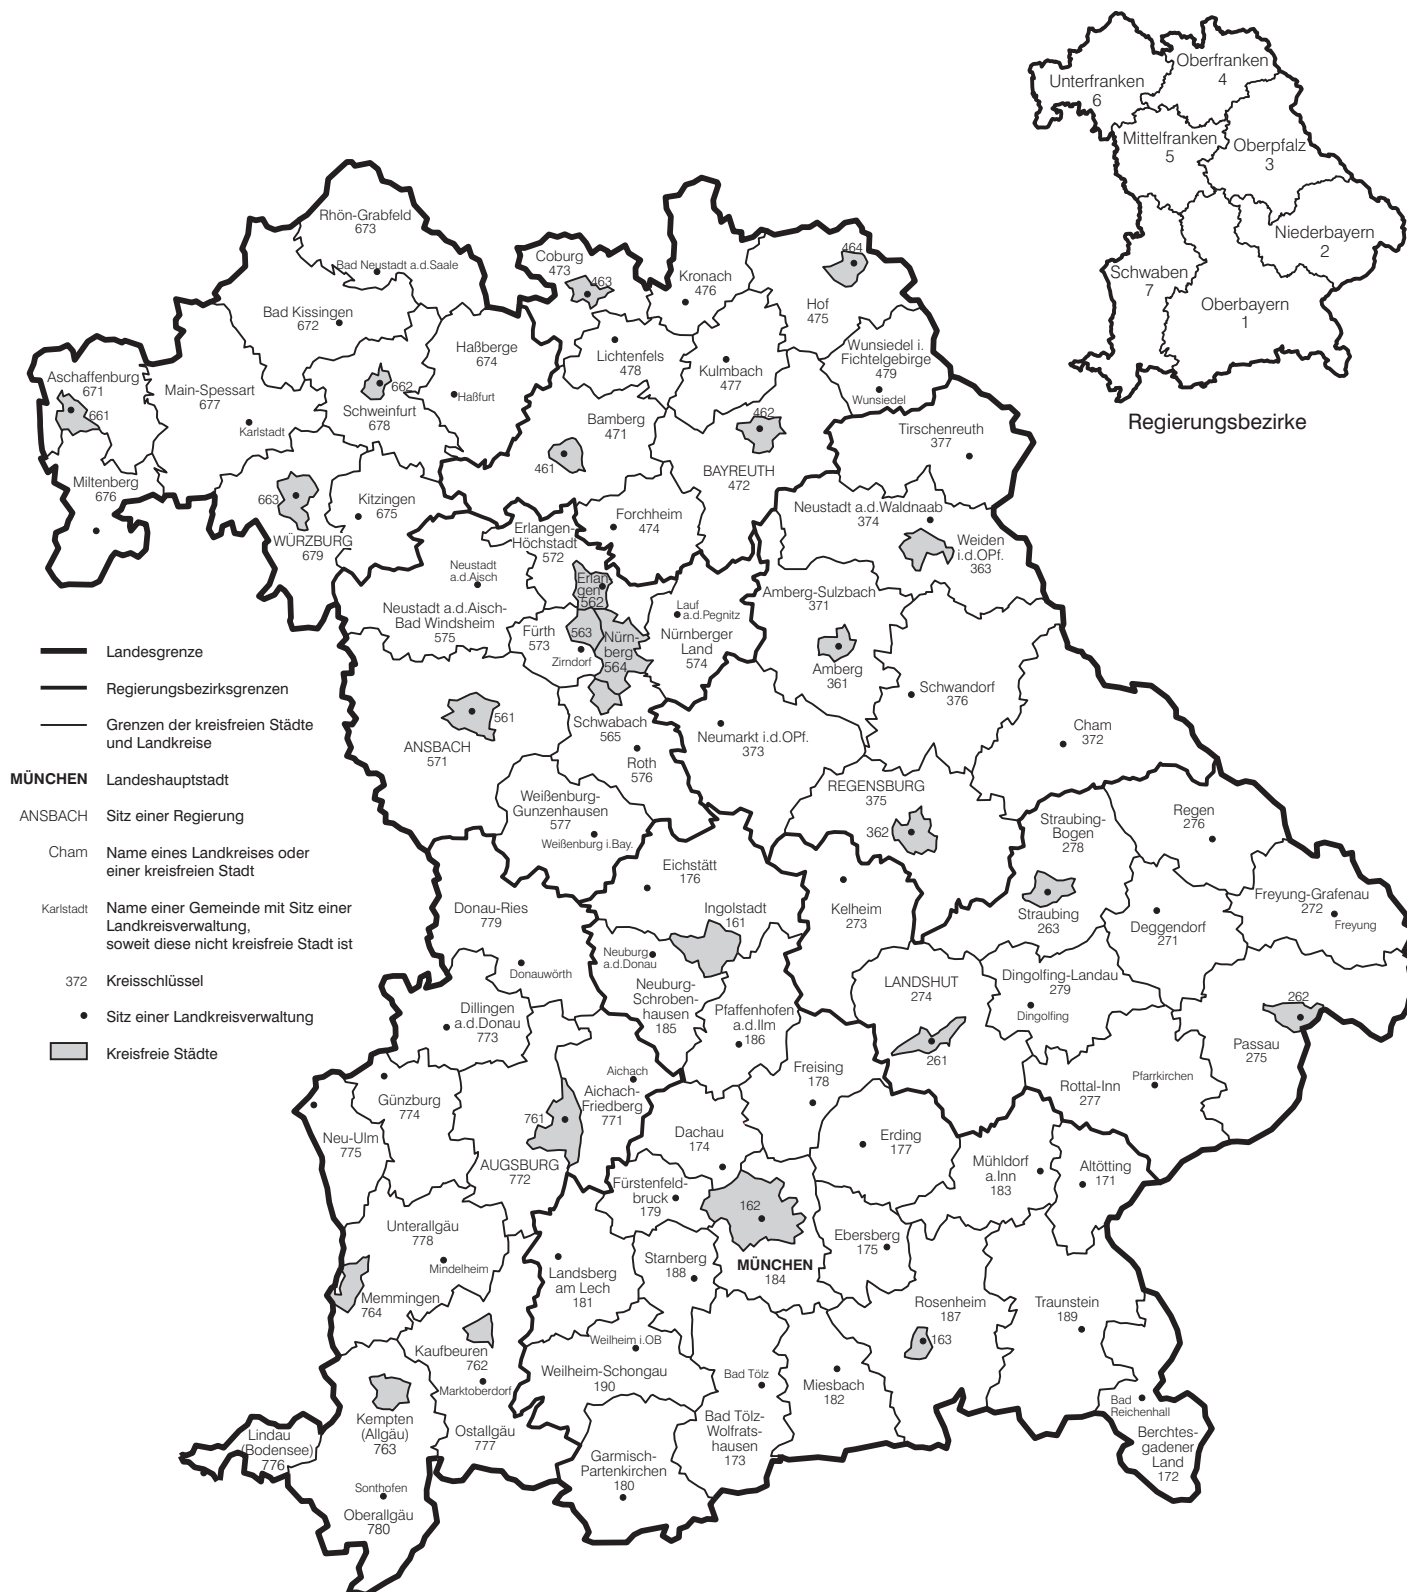 Unterfranken
6
Oberfranken
4
Mittelfranken
5
Oberpfalz
3
Niederbayern
2
Schwaben
7
Oberbayern
1
Regierungsbezirke
Rhön-Grabfeld
673
Bad Neustadt a.d.Saale
Bad Kissingen
672
Coburg
473
463
Kronach
476
464
Hof
475
Haßberge
674
Haßfurt
Lichtenfels
478
Kulmbach
477
Wunsiedel i.
Fichtelgebirge
479
Wunsiedel
Aschaffenburg
671
661
Main-Spessart
677
Karlstadt
662
Schweinfurt
678
Bamberg
471
461
462
BAYREUTH
472
Tirschenreuth
377
Miltenberg
676
663
WÜRZBURG
679
Kitzingen
675
Forchheim
474
Neustadt a.d.Waldnaab
374
Weiden
i.d.OPf.
363
Erlangen-
Höchstadt
572
Neustadt
a.d.Aisch
Neustadt a.d.Aisch-
Bad Windsheim
575
Erlan-
gen
562
Fürth
573
563
Zirndorf
Nürn-
berg
564
Lauf
a.d.Pegnitz
Nürnberger
Land
574
Amberg-Sulzbach
371
Amberg
361
Schwandorf
376
Cham
372
561
ANSBACH
571
Schwabach
565
Roth
576
Neumarkt i.d.OPf.
373
Weißenburg-
Gunzenhausen
577
Weißenburg i.Bay.
REGENSBURG
375
362
Straubing-
Bogen
278
Regen
276
Straubing
263
Deggendorf
271
Freyung-Grafenau
272
Freyung
Landesgrenze
Regierungsbezirksgrenzen
Grenzen der kreisfreien Städte
und Landkreise
MÜNCHEN Landeshauptstadt
ANSBACH Sitz einer Regierung
Cham Name eines Landkreises oder
einer kreisfreien Stadt
Karlstadt Name einer Gemeinde mit Sitz einer
Landkreisverwaltung,
soweit diese nicht kreisfreie Stadt ist
372 Kreisschlüssel
Sitz einer Landkreisverwaltung
Kreisfreie Städte
Eichstätt
176
Ingolstadt
161
Kelheim
273
Donau-Ries
779
Donauwörth
Neuburg
a.d.Donau
Neuburg-
Schroben-
hausen
185
Pfaffenhofen
a.d.Ilm
186
LANDSHUT
274
261
Dingolfing-Landau
279
Dingolfing
262
Passau
275
Rottal-Inn
277
Pfarrkirchen
Dillingen
a.d.Donau
773
Aichach
Aichach-
Friedberg
771
761
AUGSBURG
772
Günzburg
774
Neu-Ulm
775
Freising
178
Erding
177
Dachau
174
Mühldorf
a.Inn
183
Altötting
171
Fürstenfeld-
bruck
179
162
MÜNCHEN
184
Ebersberg
175
Unterallgäu
778
Mindelheim
Memmingen
764
Landsberg
am Lech
181
Starnberg
188
Rosenheim
187
163
Traunstein
189
Kaufbeuren
762
Marktoberdorf
Weilheim i.OB
Weilheim-Schongau
190
Bad Tölz
Bad Tölz-
Wolfrats-
hausen
173
Miesbach
182
Bad
Reichenhall
Berchtes-
gadener
Land
172
Lindau
(Bodensee)
776
Kempten
(Allgäu)
763
Ostallgäu
777
Garmisch-
Partenkirchen
180
Sonthofen
Oberallgäu
780